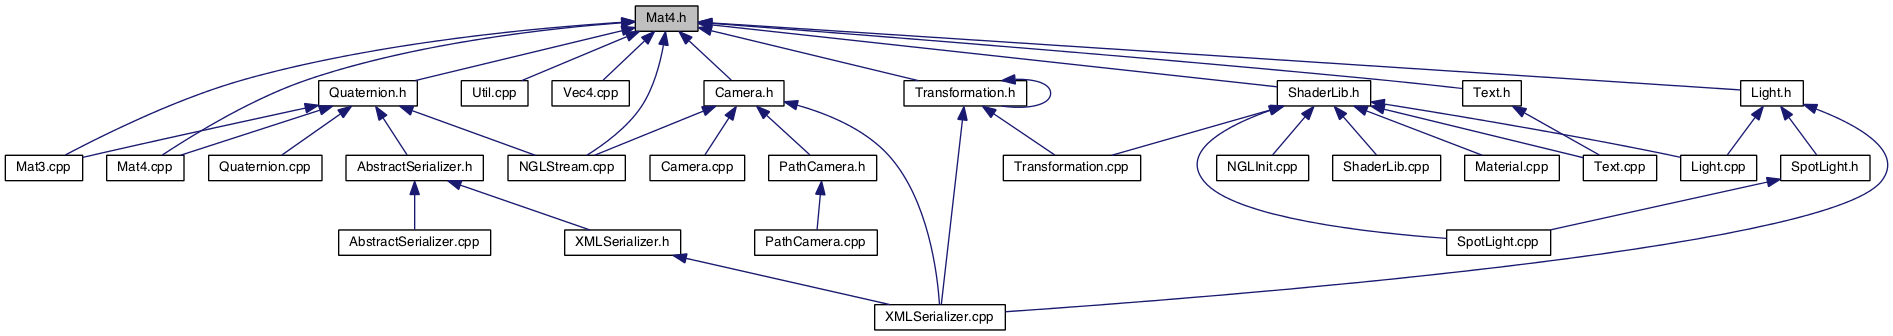 Mat4.h
Quaternion.h
Util.cpp
Vec4.cpp
Camera.h
Transformation.h
ShaderLib.h
Text.h
Light.h
Mat3.cpp
Mat4.cpp
Quaternion.cpp
AbstractSerializer.h
NGLStream.cpp
Camera.cpp
PathCamera.h
Transformation.cpp
NGLInit.cpp
ShaderLib.cpp
Material.cpp
Text.cpp
Light.cpp
SpotLight.h
AbstractSerializer.cpp
XMLSerializer.h
PathCamera.cpp
SpotLight.cpp
XMLSerializer.cpp